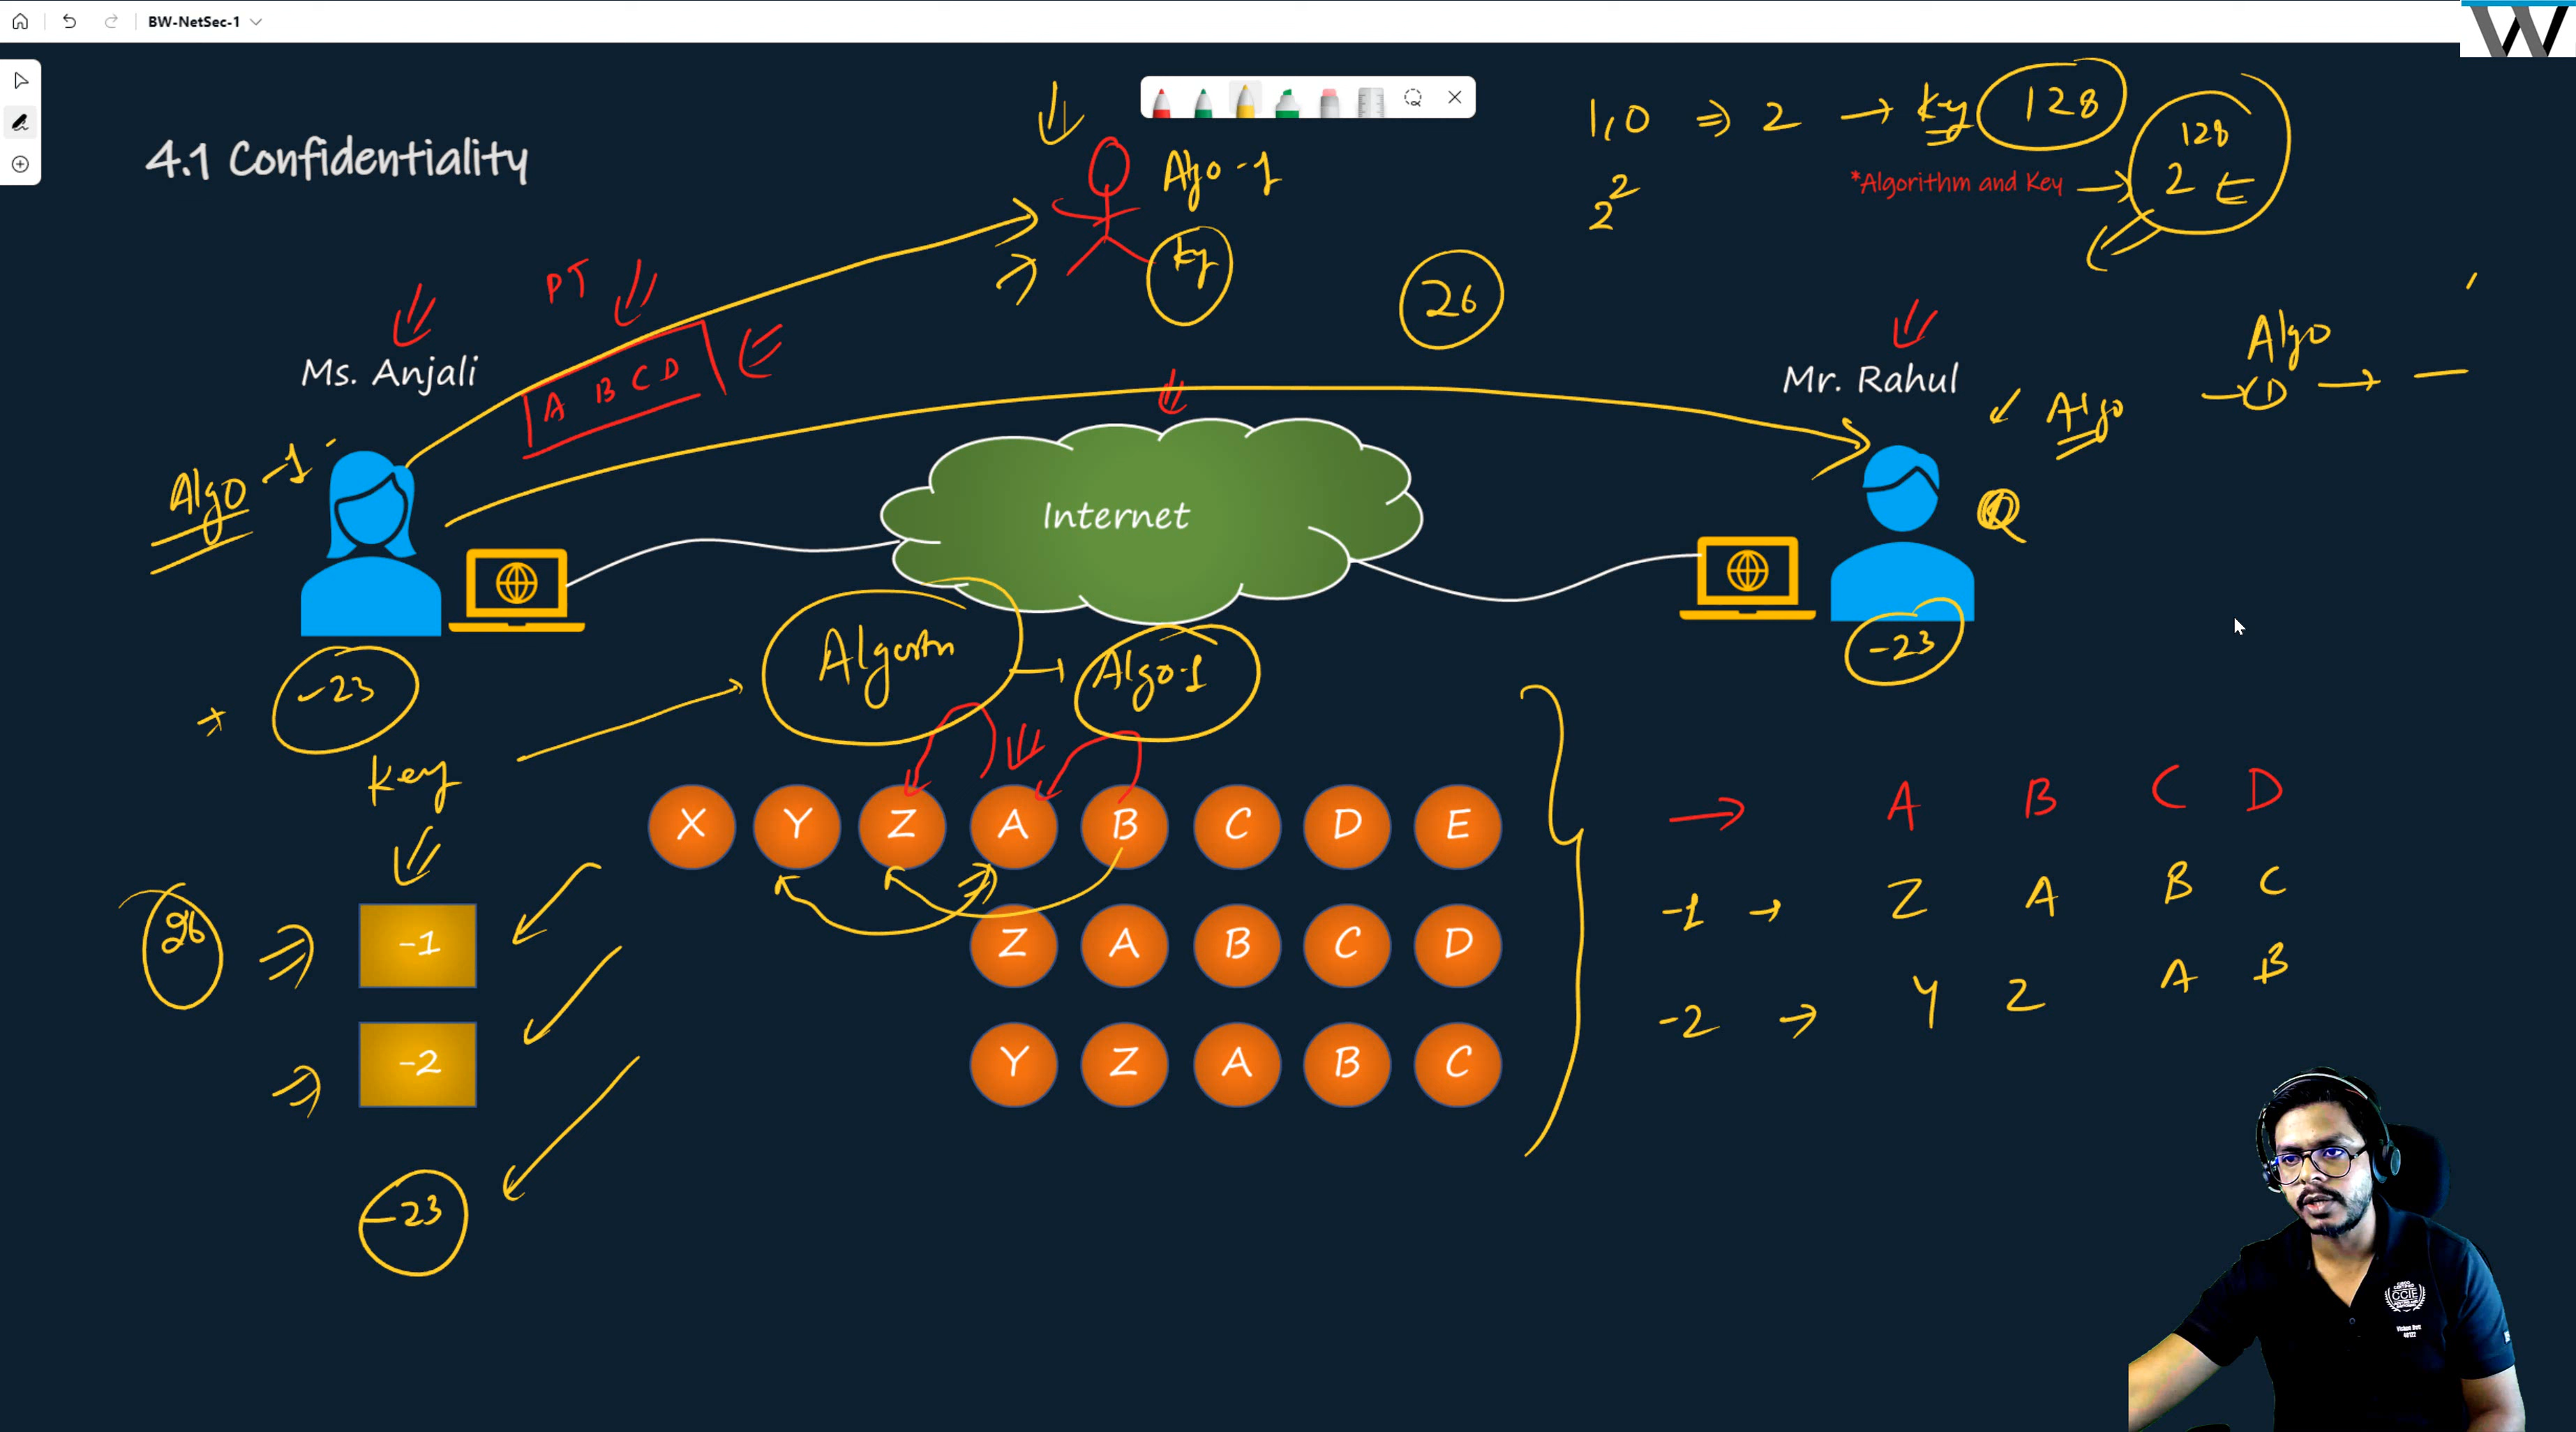 BW-NetSec-1
W
4.1 Confidentiality
1,0 ⇒ 2 → Key 128
128
2
*Algorithm and Key
2²
Algo -1
Key
26
PT
A B C D
Ms. Anjali
Mr. Rahul
Algo
Algo
Algo -1
Internet
-23
Algo-1
-23
Key
X Y Z A B C D E
26
-1
Z A B C D
-2
Y Z A B C
-23
A B C D
-1 → Z A B C
-2 → Y Z A B
CCIE